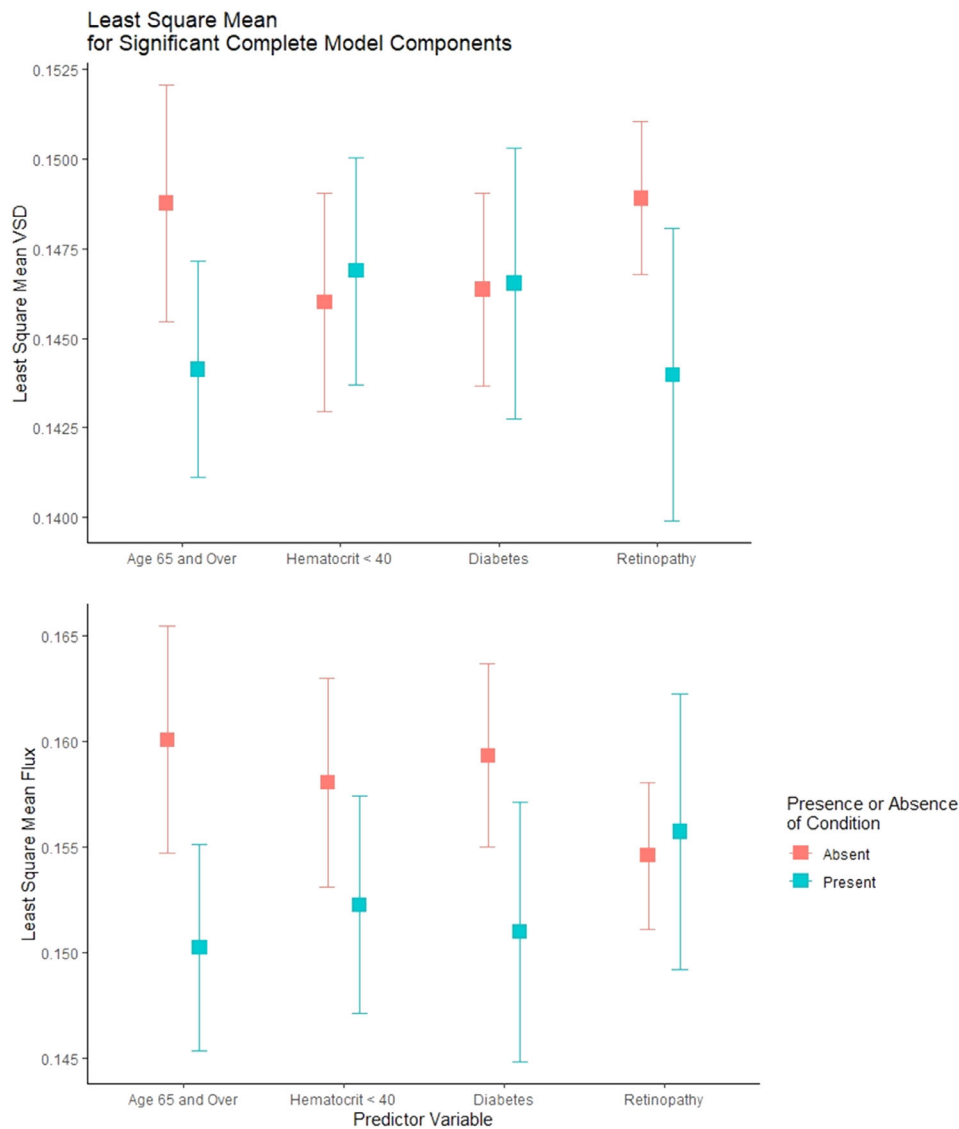 Least Square Mean
for Significant Complete Model Components
Least Square Mean VSD
0.1525
0.1500
0.1475
0.1450
0.1425
0.1400
Age 65 and Over
Hematocrit < 40
Diabetes
Retinopathy
Least Square Mean Flux
0.165
0.160
0.155
0.150
0.145
Age 65 and Over
Hematocrit < 40
Diabetes
Retinopathy
Predictor Variable
Presence or Absence
of Condition
Absent
Present